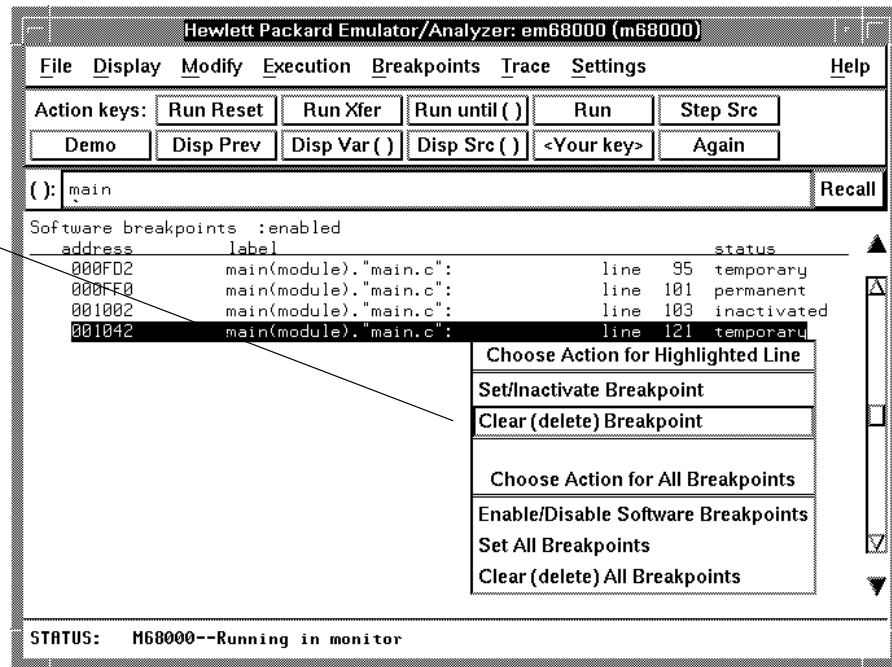 Hewlett Packard Emulator/Analyzer: em68000 (m68000)
File Display Modify Execution Breakpoints Trace Settings Help
Action keys: Run Reset Run Xfer Run until ( ) Run Step Src
Demo Disp Prev Disp Var ( ) Disp Src ( ) <Your key> Again
( ): main Recall
Software breakpoints :enabled
address label status
000FD2 main(module)."main.c": line 95 temporary
000FF0 main(module)."main.c": line 101 permanent
001002 main(module)."main.c": line 103 inactivated
001042 main(module)."main.c": line 121 temporary
Choose Action for Highlighted Line
Set/Inactivate Breakpoint
Clear (delete) Breakpoint
Choose Action for All Breakpoints
Enable/Disable Software Breakpoints
Set All Breakpoints
Clear (delete) All Breakpoints
STATUS: M68000--Running in monitor